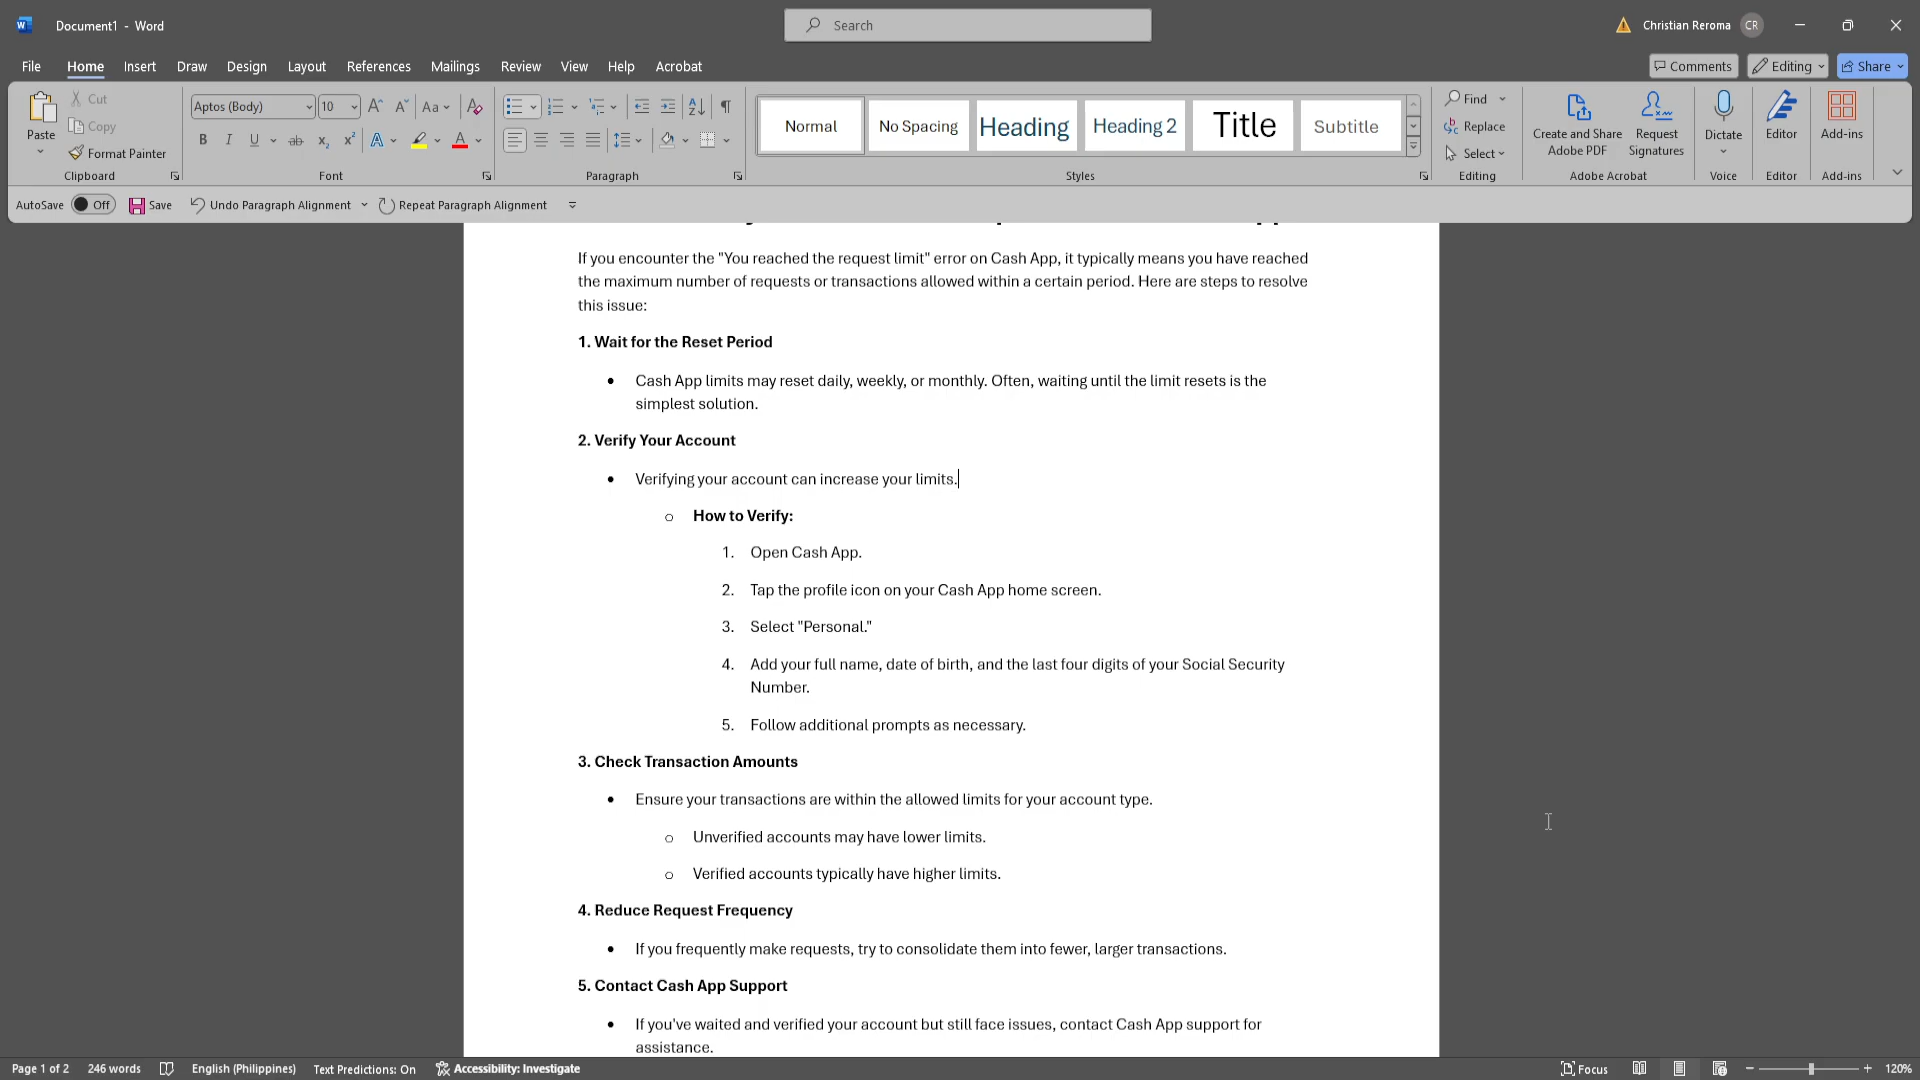 Document1 - Word
Search
Christian Reroma CR
File Home Insert Draw Design Layout References Mailings Review View Help Acrobat
Comments Editing Share
Paste Cut Copy Format Painter
Aptos (Body) 10
Normal No Spacing Heading Heading 2 Title Subtitle
Find Replace Select
Create and Share Adobe PDF
Request Signatures
Dictate Editor Add-ins
Clipboard Font Paragraph Styles Editing Adobe Acrobat Voice Editor Add-ins
AutoSave Off Save Undo Paragraph Alignment Repeat Paragraph Alignment
If you encounter the "You reached the request limit" error on Cash App, it typically means you have reached
the maximum number of requests or transactions allowed within a certain period. Here are steps to resolve
this issue:
1. Wait for the Reset Period
• Cash App limits may reset daily, weekly, or monthly. Often, waiting until the limit resets is the
simplest solution.
2. Verify Your Account
• Verifying your account can increase your limits.
o How to Verify:
1. Open Cash App.
2. Tap the profile icon on your Cash App home screen.
3. Select "Personal."
4. Add your full name, date of birth, and the last four digits of your Social Security
Number.
5. Follow additional prompts as necessary.
3. Check Transaction Amounts
• Ensure your transactions are within the allowed limits for your account type.
o Unverified accounts may have lower limits.
o Verified accounts typically have higher limits.
4. Reduce Request Frequency
• If you frequently make requests, try to consolidate them into fewer, larger transactions.
5. Contact Cash App Support
• If you've waited and verified your account but still face issues, contact Cash App support for
assistance.
Page 1 of 2 246 words English (Philippines) Text Predictions: On Accessibility: Investigate Focus 120%